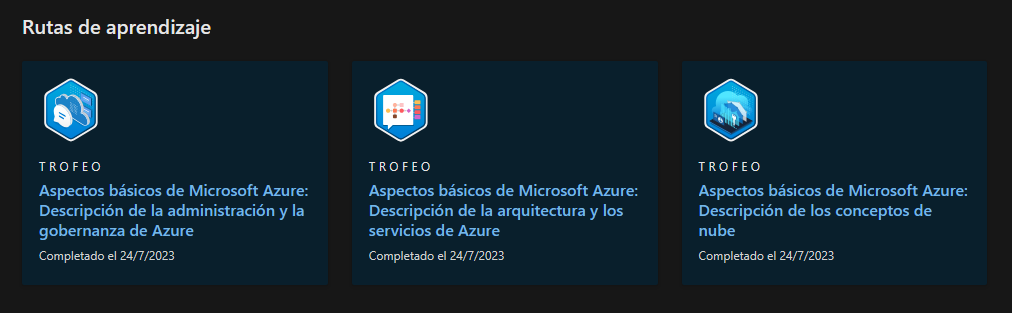 Rutas de aprendizaje
TROFEO
Aspectos básicos de Microsoft Azure:
Descripción de la administración y la
gobernanza de Azure
Completado el 24/7/2023
TROFEO
Aspectos básicos de Microsoft Azure:
Descripción de la arquitectura y los
servicios de Azure
Completado el 24/7/2023
TROFEO
Aspectos básicos de Microsoft Azure:
Descripción de los conceptos de
nube
Completado el 24/7/2023